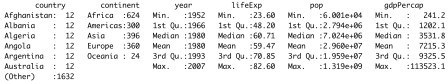 country continent year lifeExp pop gdpPercap
Afghanistan: 12 Africa :624 Min. :1952 Min. :23.60 Min. :6.001e+04 Min. : 241.2
Albania : 12 Americas:300 1st Qu.:1966 1st Qu.:48.20 1st Qu.:2.794e+06 1st Qu.: 1202.1
Algeria : 12 Asia :396 Median :1980 Median :60.71 Median :7.024e+06 Median : 3531.8
Angola : 12 Europe :360 Mean :1980 Mean :59.47 Mean :2.960e+07 Mean : 7215.3
Argentina : 12 Oceania : 24 3rd Qu.:1993 3rd Qu.:70.85 3rd Qu.:1.959e+07 3rd Qu.: 9325.5
Australia : 12 Max. :2007 Max. :82.60 Max. :1.319e+09 Max. :113523.1
(Other) :1632